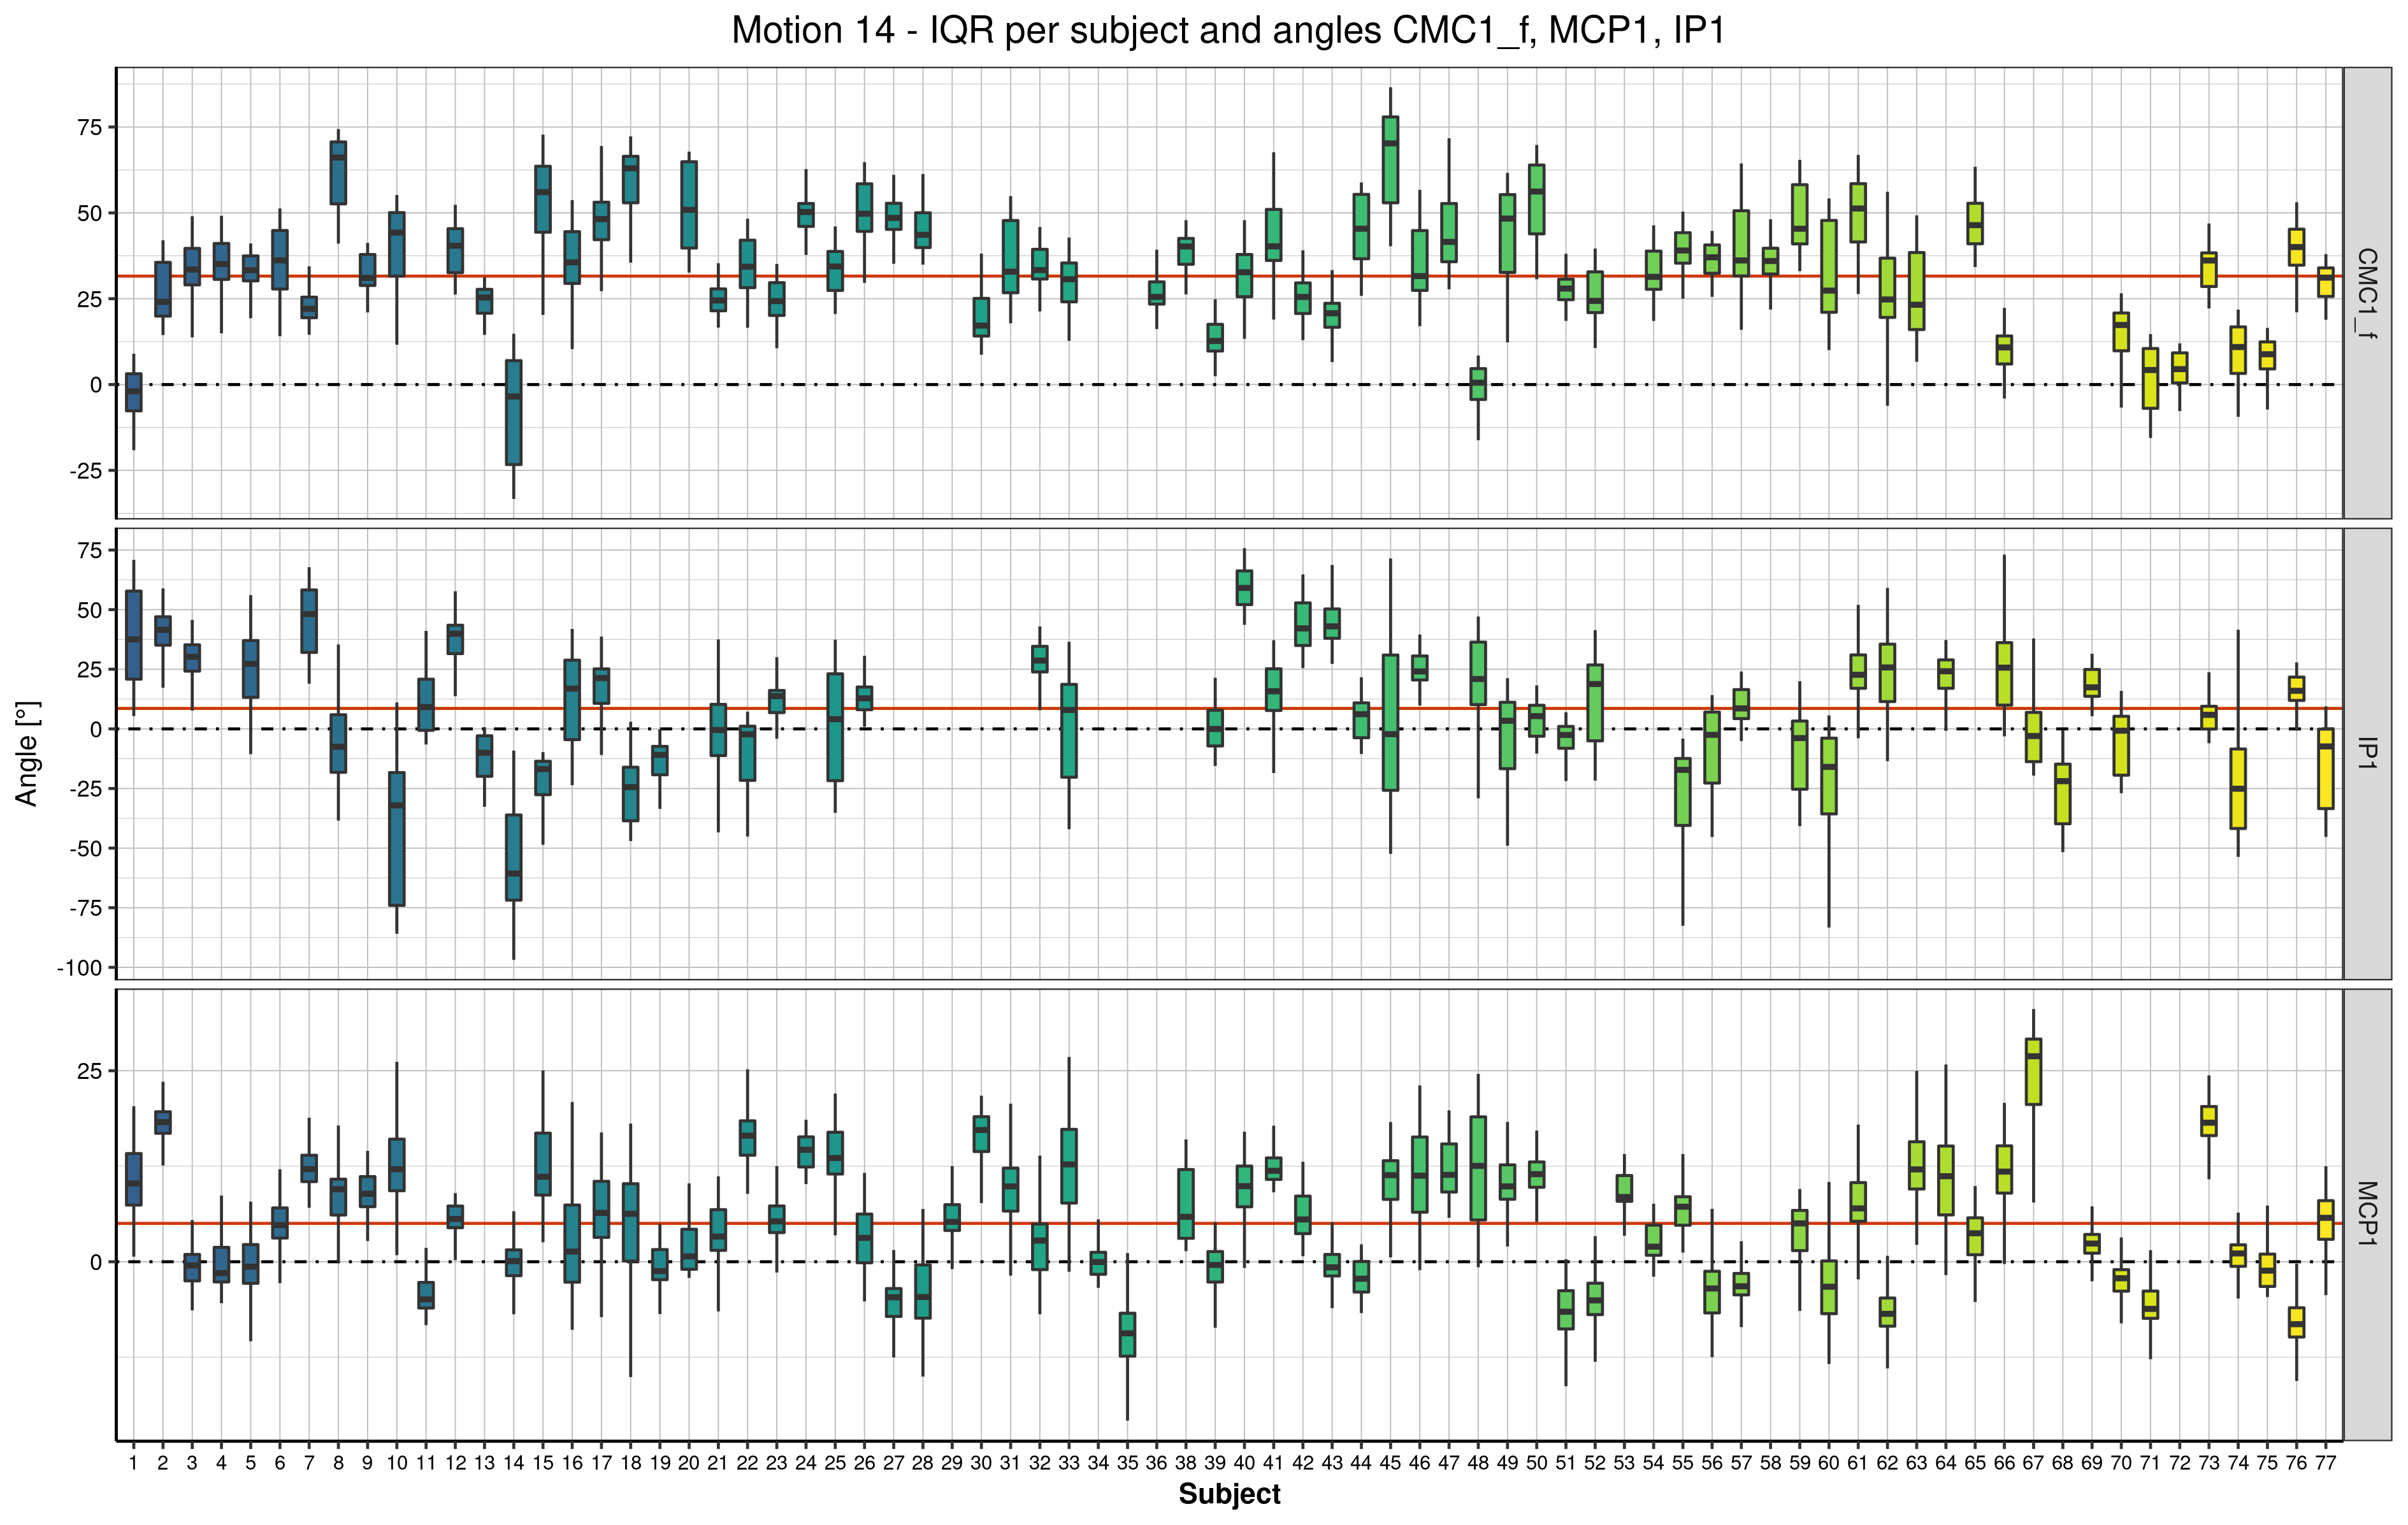 Motion 14 - IQR per subject and angles CMC1_f, MCP1, IP1
75
50
25
0
-25
CMC1_f
75
50
25
0
-25
-50
-75
-100
IP1
Angle [°]
25
0
MCP1
1 2 3 4 5 6 7 8 9 10 11 12 13 14 15 16 17 18 19 20 21 22 23 24 25 26 27 28 29 30 31 32 33 34 35 36 38 39 40 41 42 43 44 45 46 47 48 49 50 51 52 53 54 55 56 57 58 59 60 61 62 63 64 65 66 67 68 69 70 71 72 73 74 75 76 77
Subject